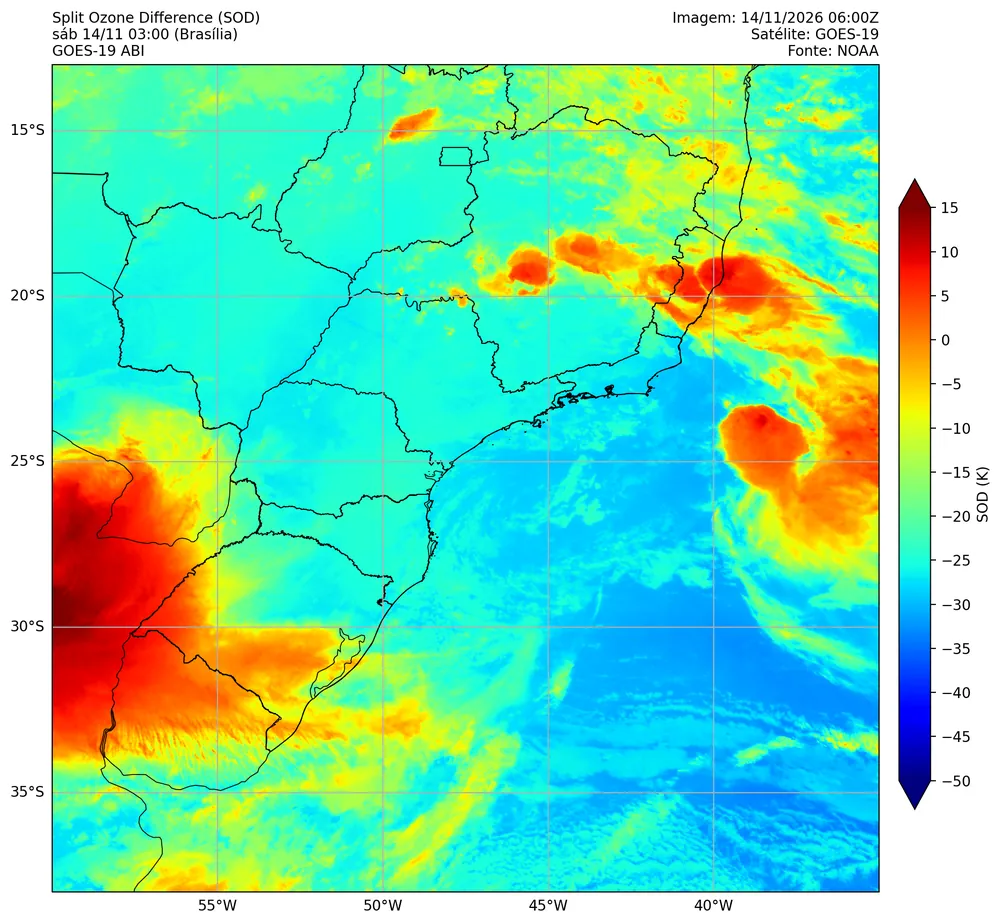 Split Ozone Difference (SOD)
sáb 14/11 03:00 (Brasília)
GOES-19 ABI
Imagem: 14/11/2026 06:00Z
Satélite: GOES-19
Fonte: NOAA
15°S
20°S
25°S
30°S
35°S
55°W
50°W
45°W
40°W
15
10
5
0
−5
−10
−15
−20
−25
−30
−35
−40
−45
−50
SOD (K)